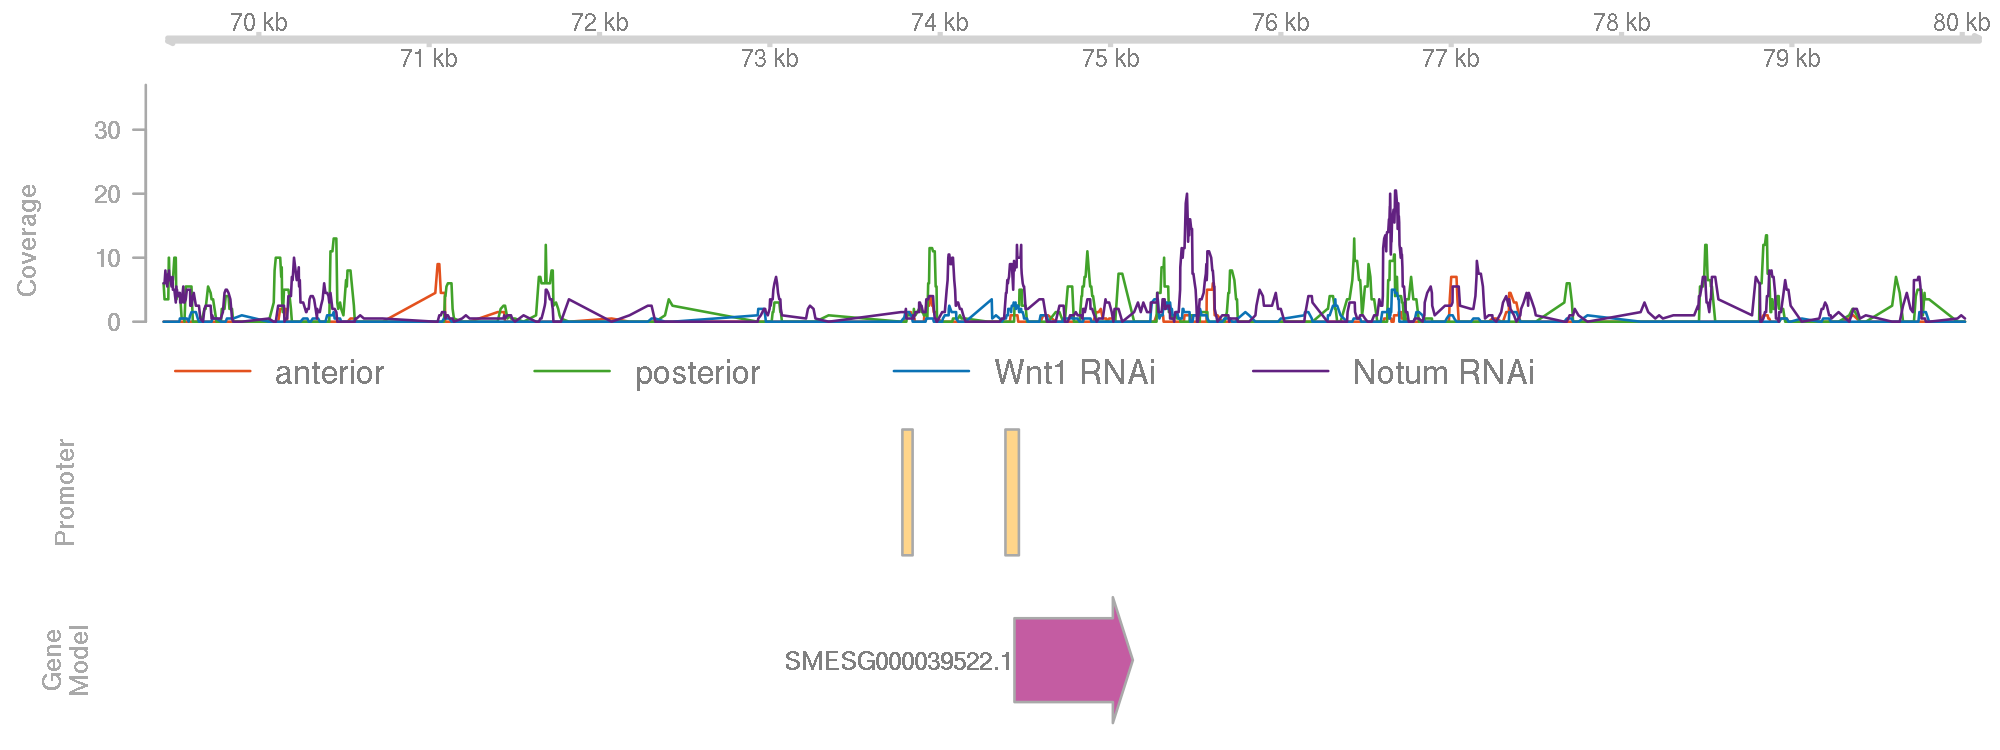 70 kb 72 kb 74 kb 76 kb 78 kb 80 kb
71 kb 73 kb 75 kb 77 kb 79 kb
Coverage
30
20
10
0
anterior posterior Wnt1 RNAi Notum RNAi
Promoter
Gene
Model
SMESG000039522.1